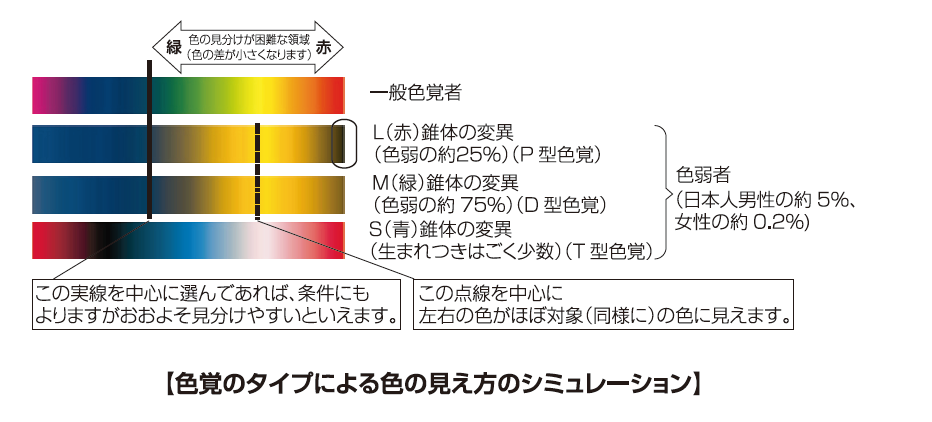 緑
色の見分けが困難な領域
(色の差が小さくなります)
赤
一般色覚者
L(赤)錐体の変異
(色弱の約25%)(P 型色覚)
M(緑)錐体の変異
(色弱の約 75%)(D 型色覚)
S(青)錐体の変異
(生まれつきはごく少数)(T 型色覚)
色弱者
(日本人男性の約 5%、
女性の約 0.2%)
この実線を中心に選んであれば、条件にも
よりますがおおよそ見分けやすいといえます。
この点線を中心に
左右の色がほぼ対象(同様に)の色に見えます。
【色覚のタイプによる色の見え方のシミュレーション】